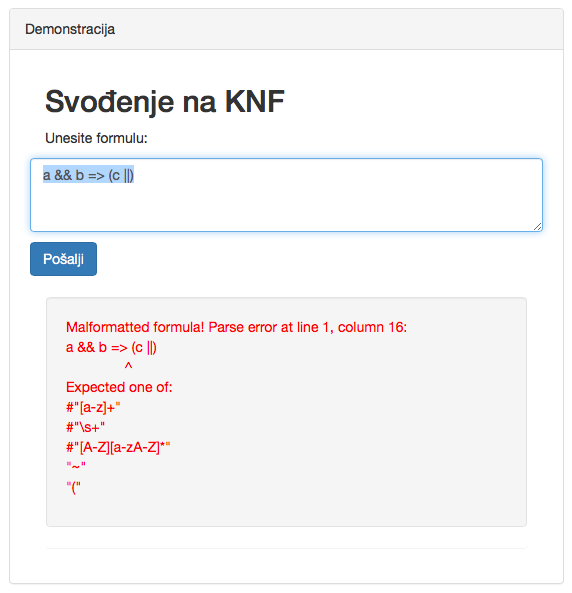 Demonstracija
Svođenje na KNF
Unesite formulu:
a && b => (c ||)
Pošalji
Malformatted formula! Parse error at line 1, column 16:
a && b => (c ||)
^
Expected one of:
#"[a-z]+"
#"\s+"
#"[A-Z][a-zA-Z]*"
"~"
"("